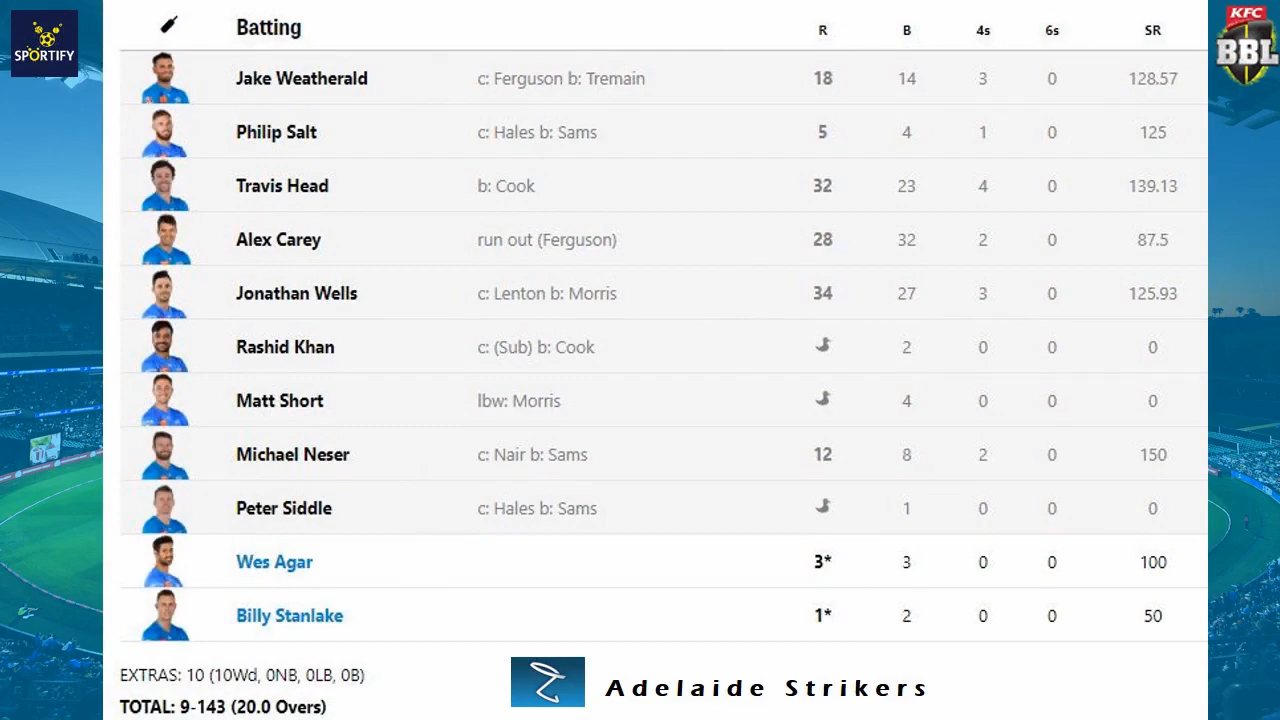 SPORTIFY
KFC
BBL
Batting R B 4s 6s SR
Jake Weatherald c: Ferguson b: Tremain 18 14 3 0 128.57
Philip Salt c: Hales b: Sams 5 4 1 0 125
Travis Head b: Cook 32 23 4 0 139.13
Alex Carey run out (Ferguson) 28 32 2 0 87.5
Jonathan Wells c: Lenton b: Morris 34 27 3 0 125.93
Rashid Khan c: (Sub) b: Cook 2 0 0 0
Matt Short lbw: Morris 4 0 0 0
Michael Neser c: Nair b: Sams 12 8 2 0 150
Peter Siddle c: Hales b: Sams 1 0 0 0
Wes Agar 3* 3 0 0 100
Billy Stanlake 1* 2 0 0 50
EXTRAS: 10 (10Wd, 0NB, 0LB, 0B)
TOTAL: 9-143 (20.0 Overs)
Adelaide Strikers